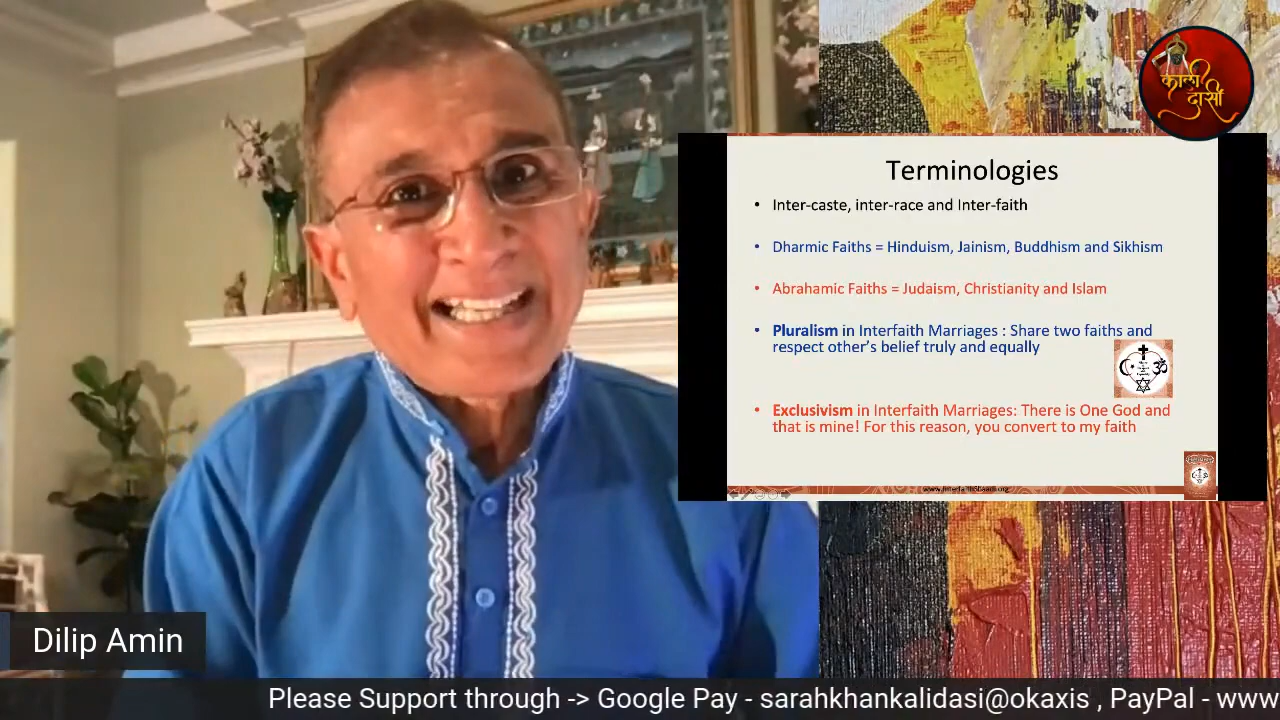 काली
दासी
Terminologies
• Inter-caste, inter-race and Inter-faith
• Dharmic Faiths = Hinduism, Jainism, Buddhism and Sikhism
• Abrahamic Faiths = Judaism, Christianity and Islam
• Pluralism in Interfaith Marriages : Share two faiths and
respect other's belief truly and equally
• Exclusivism in Interfaith Marriages: There is One God and
that is mine! For this reason, you convert to my faith
www.InterfaithShaadi.org
Dilip Amin
Please Support through -> Google Pay - sarahkhankalidasi@okaxis , PayPal - www